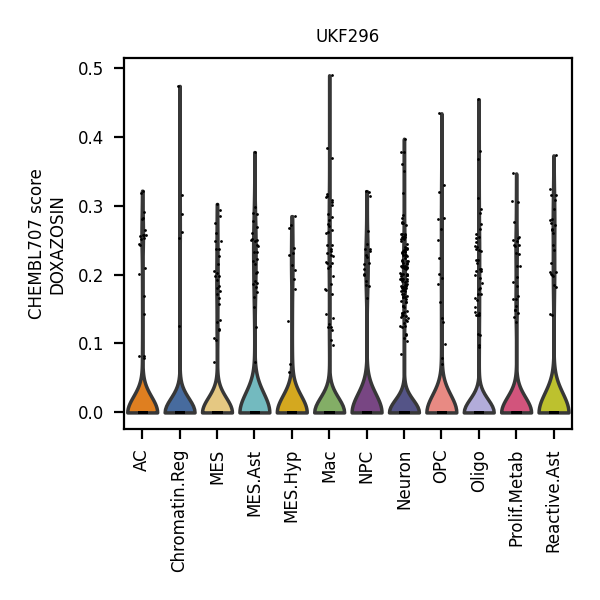 UKF296
CHEMBL707 score
DOXAZOSIN
0.5
0.4
0.3
0.2
0.1
0.0
AC
Chromatin.Reg
MES
MES.Ast
MES.Hyp
Mac
NPC
Neuron
OPC
Oligo
Prolif.Metab
Reactive.Ast